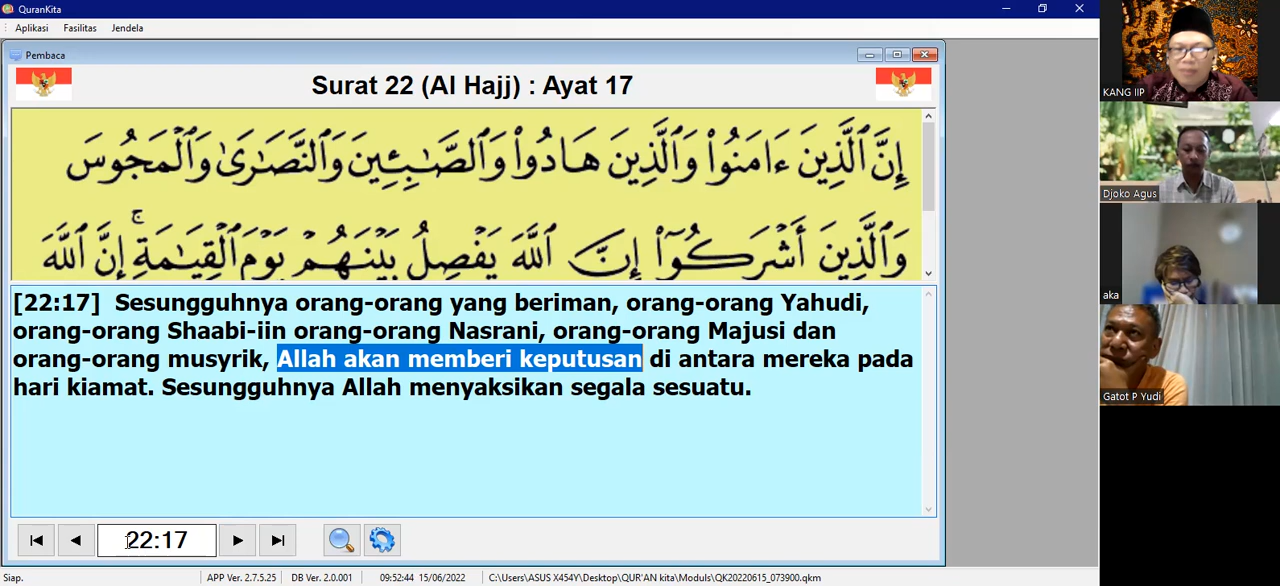 QuranKita
Aplikasi Fasilitas Jendela
Pembaca
Surat 22 (Al Hajj) : Ayat 17
إِنَّ ٱلَّذِينَ ءَامَنُوا۟ وَٱلَّذِينَ هَادُوا۟ وَٱلصَّٰبِـِٔينَ وَٱلنَّصَٰرَىٰ وَٱلْمَجُوسَ
وَٱلَّذِينَ أَشْرَكُوٓا۟ إِنَّ ٱللَّهَ يَفْصِلُ بَيْنَهُمْ يَوْمَ ٱلْقِيَٰمَةِ ۚ إِنَّ ٱللَّهَ
[22:17] Sesungguhnya orang-orang yang beriman, orang-orang Yahudi,
orang-orang Shaabi-iin orang-orang Nasrani, orang-orang Majusi dan
orang-orang musyrik, Allah akan memberi keputusan di antara mereka pada
hari kiamat. Sesungguhnya Allah menyaksikan segala sesuatu.
22:17
Siap. APP Ver. 2.7.5.25 DB Ver. 2.0.001 09:52:44 15/06/2022 C:\Users\ASUS X454Y\Desktop\QUR'AN kita\Moduls\QK20220615_073900.qkm
KANG IIP
Djoko Agus
aka
Gatot P Yudi